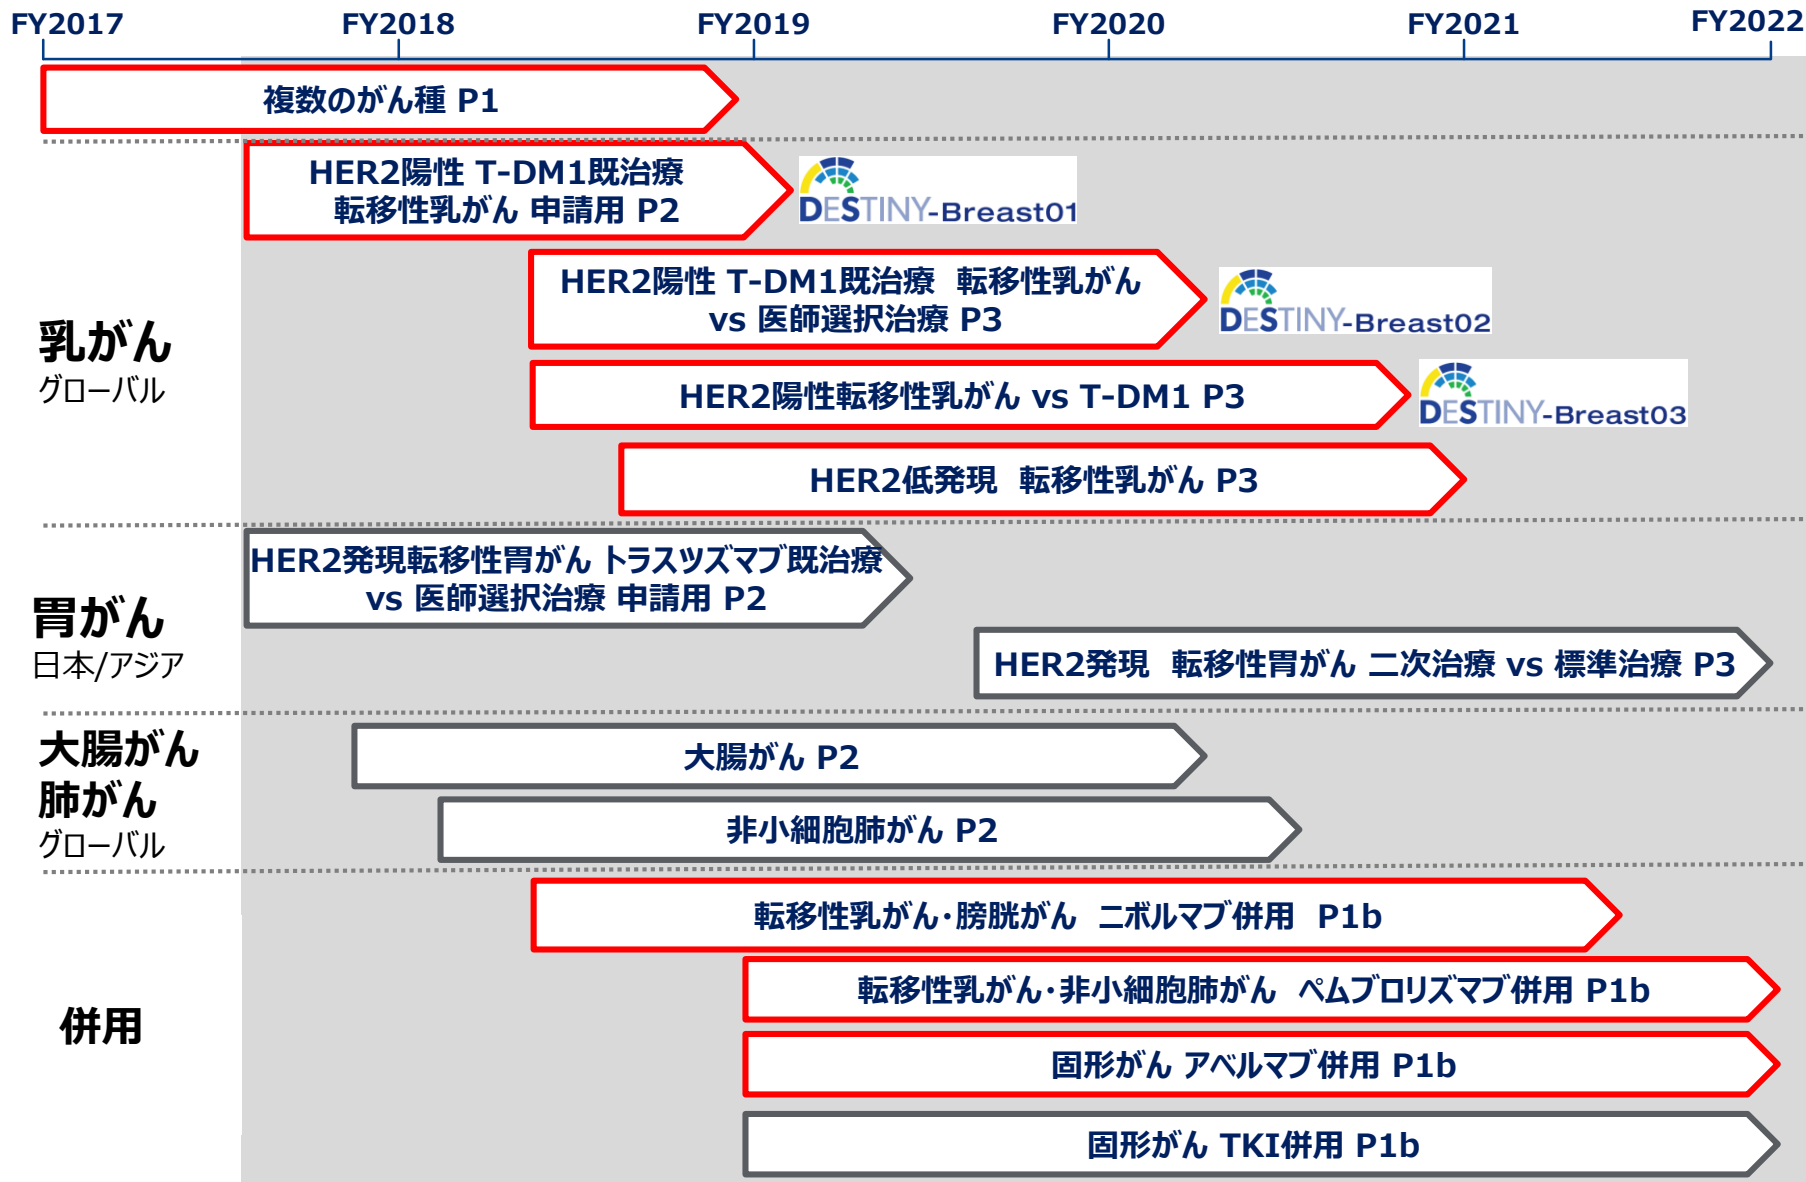 FY2017 FY2018 FY2019 FY2020 FY2021 FY2022
複数のがん種 P1
HER2陽性 T-DM1既治療
転移性乳がん 申請用 P2
DESTINY-Breast01
HER2陽性 T-DM1既治療 転移性乳がん
vs 医師選択治療 P3
DESTINY-Breast02
乳がん
グローバル
HER2陽性転移性乳がん vs T-DM1 P3
DESTINY-Breast03
HER2低発現 転移性乳がん P3
HER2発現転移性胃がん トラスツズマブ既治療
vs 医師選択治療 申請用 P2
胃がん
日本/アジア
HER2発現 転移性胃がん 二次治療 vs 標準治療 P3
大腸がん
肺がん
グローバル
大腸がん P2
非小細胞肺がん P2
転移性乳がん・膀胱がん ニボルマブ併用 P1b
転移性乳がん・非小細胞肺がん ペムブロリズマブ併用 P1b
併用
固形がん アベルマブ併用 P1b
固形がん TKI併用 P1b